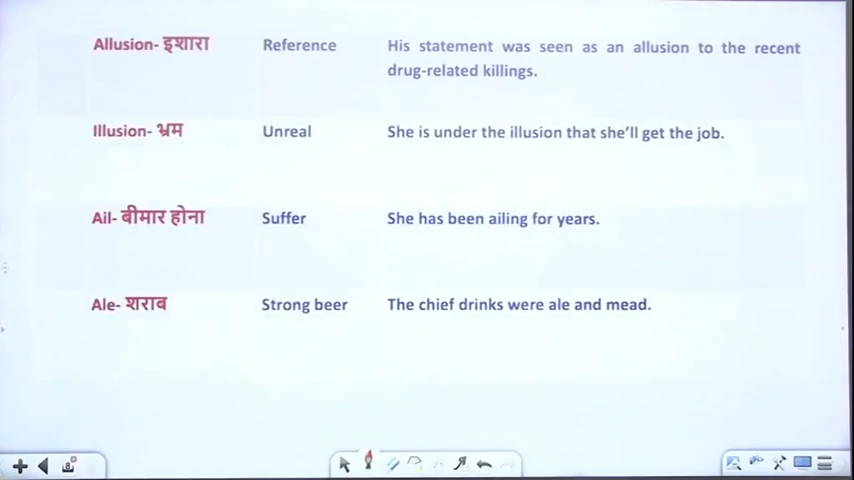 Allusion- इशारा Reference His statement was seen as an allusion to the recent
drug-related killings.
Illusion- भ्रम Unreal She is under the illusion that she'll get the job.
Ail- बीमार होना Suffer She has been ailing for years.
Ale- शराब Strong beer The chief drinks were ale and mead.
8